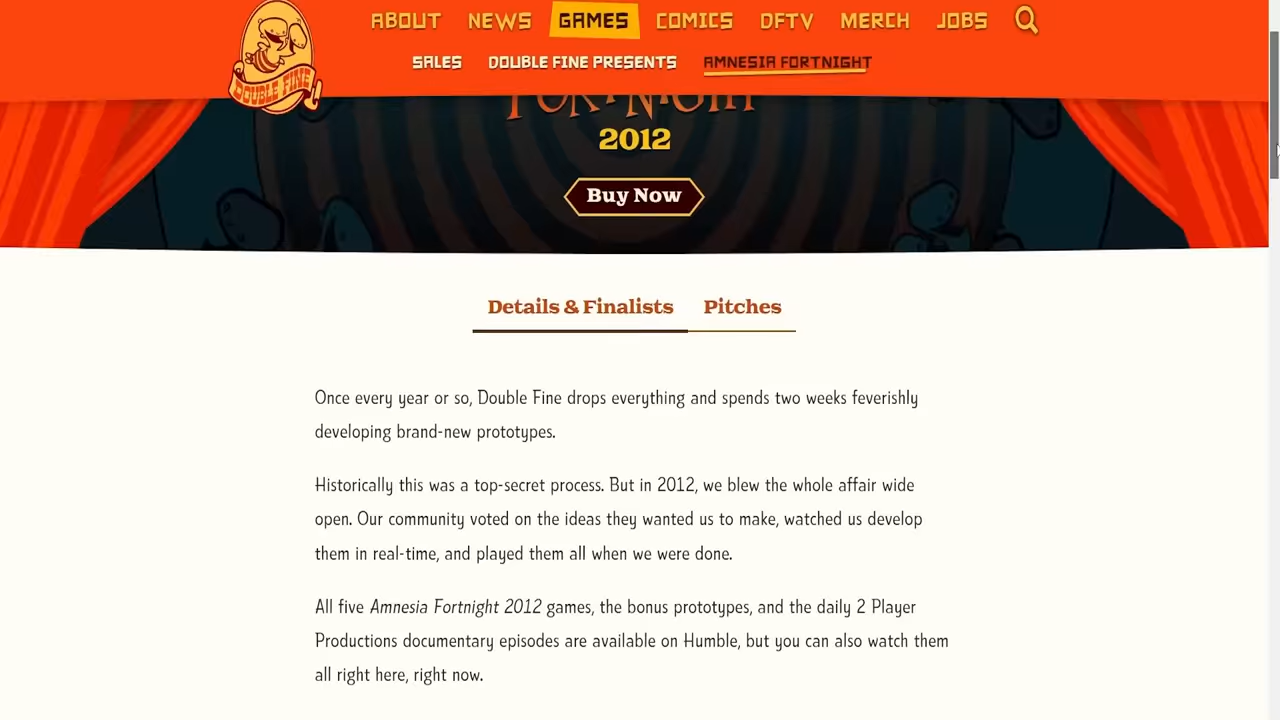 ABOUT NEWS GAMES COMICS DFTV MERCH JOBS
SALES DOUBLE FINE PRESENTS AMNESIA FORTNIGHT
DOUBLE FINE
FORTNIGHT
2012
Buy Now
Details & Finalists Pitches
Once every year or so, Double Fine drops everything and spends two weeks feverishly
developing brand-new prototypes.
Historically this was a top-secret process. But in 2012, we blew the whole affair wide
open. Our community voted on the ideas they wanted us to make, watched us develop
them in real-time, and played them all when we were done.
All five Amnesia Fortnight 2012 games, the bonus prototypes, and the daily 2 Player
Productions documentary episodes are available on Humble, but you can also watch them
all right here, right now.